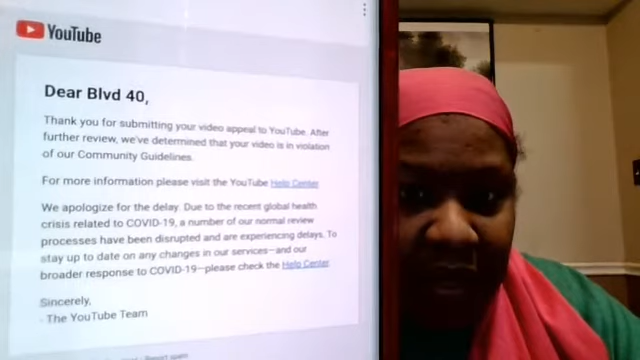 YouTube
Dear Blvd 40,
Thank you for submitting your video appeal to YouTube. After
further review, we've determined that your video is in violation
of our Community Guidelines.
For more information please visit the YouTube Help Center.
We apologize for the delay. Due to the recent global health
crisis related to COVID-19, a number of our normal review
processes have been disrupted and are experiencing delays. To
stay up to date on any changes in our services—and our
broader response to COVID-19—please check the Help Center.
Sincerely,
- The YouTube Team
Report spam